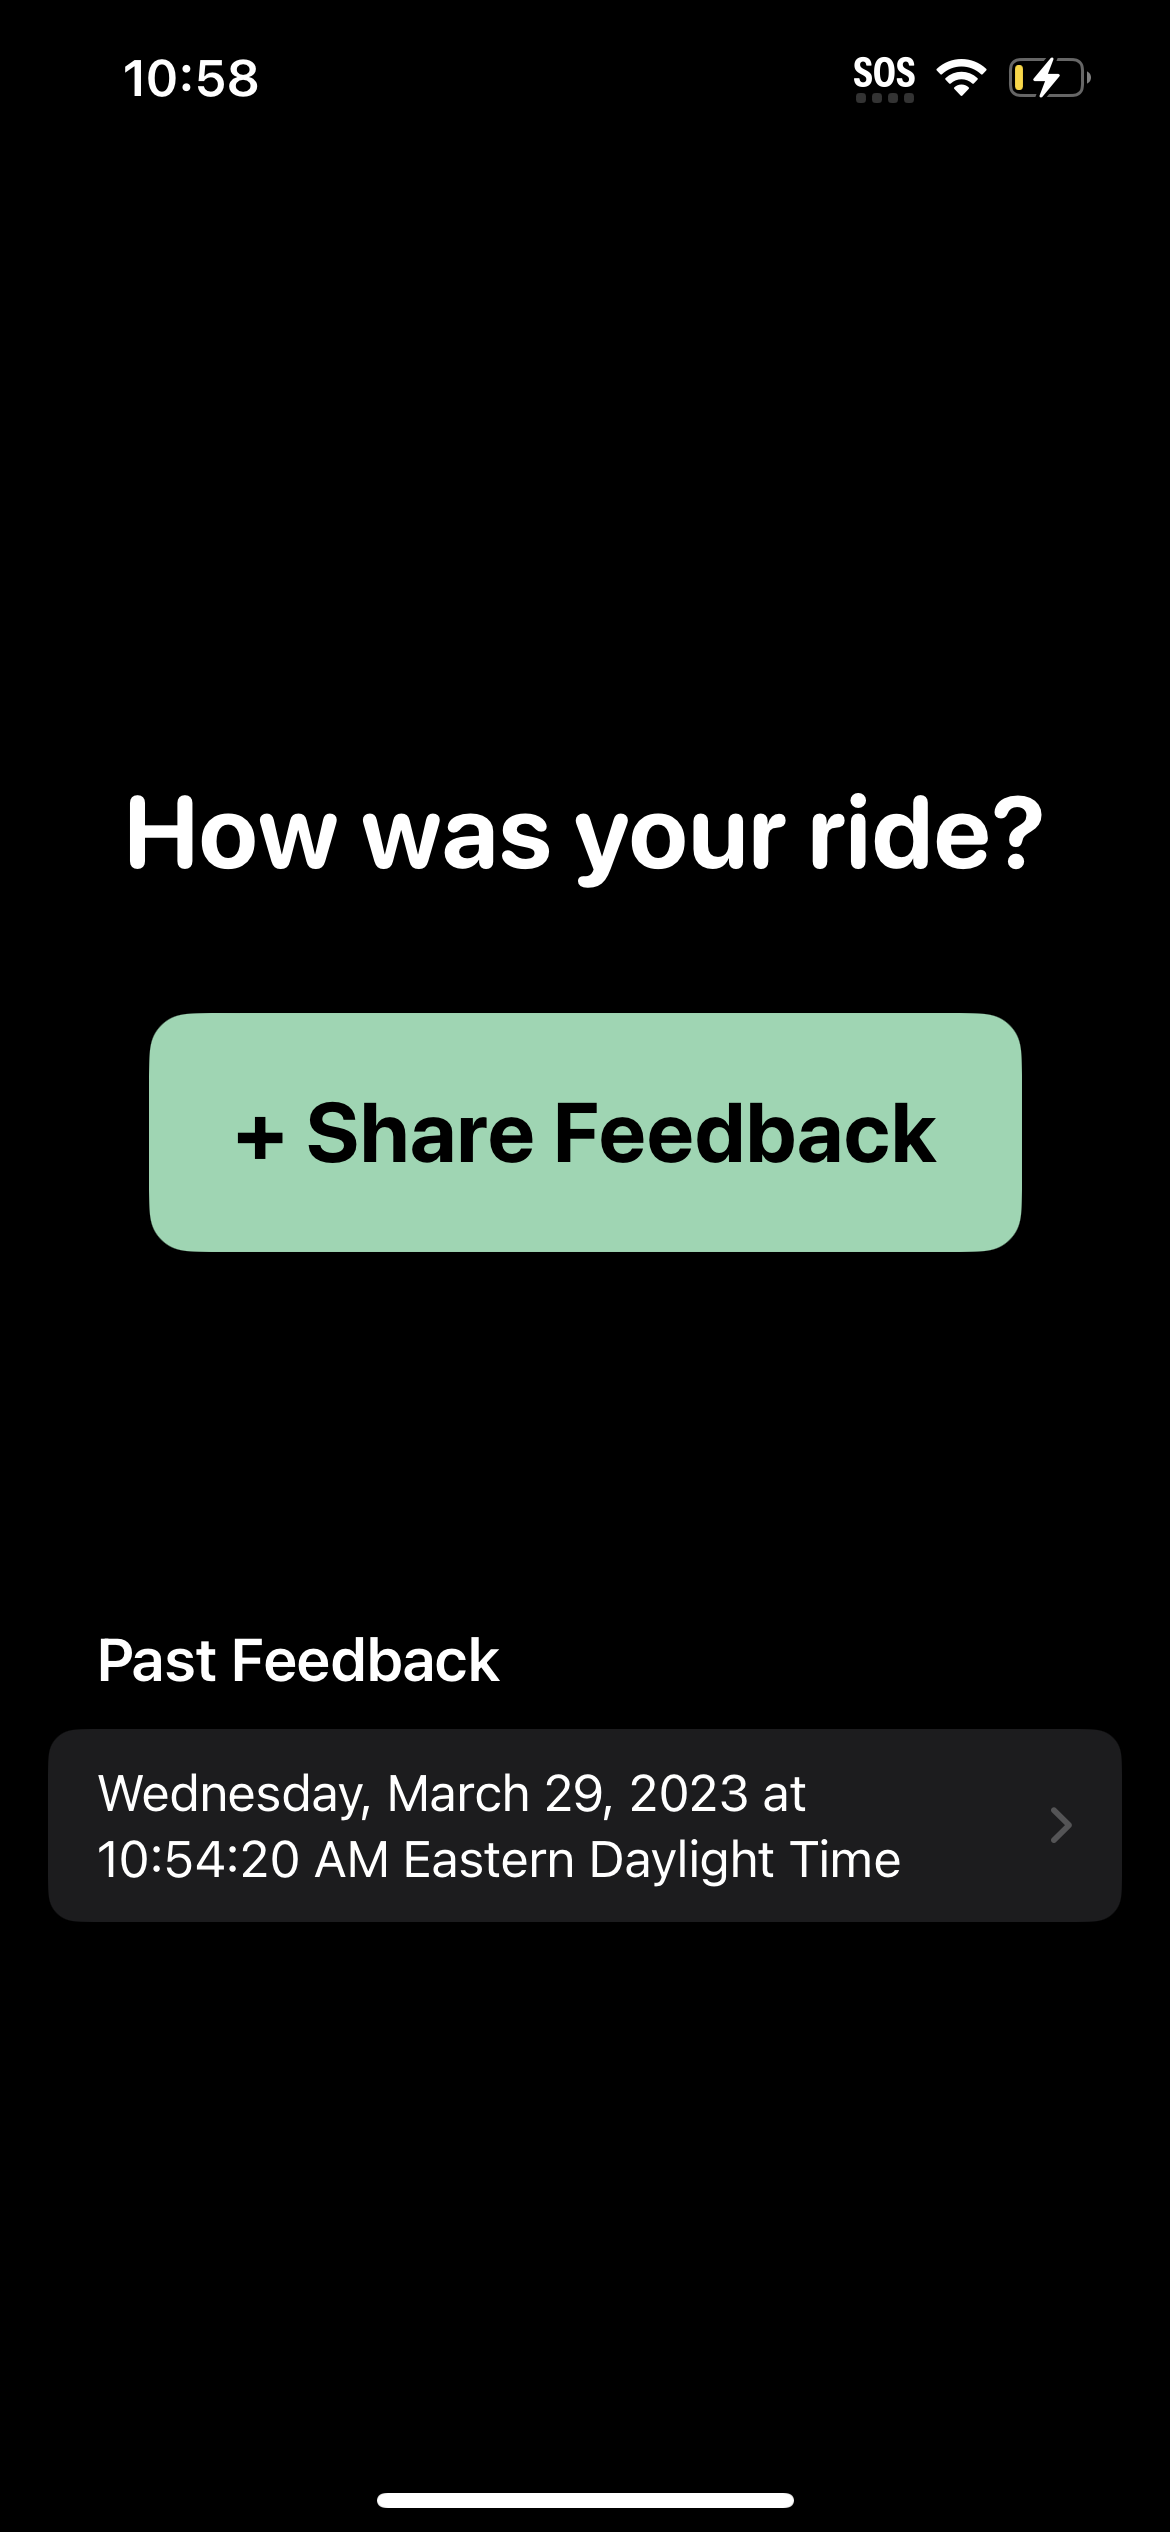 10:58
SOS
How was your ride?
+ Share Feedback
Past Feedback
Wednesday, March 29, 2023 at
10:54:20 AM Eastern Daylight Time